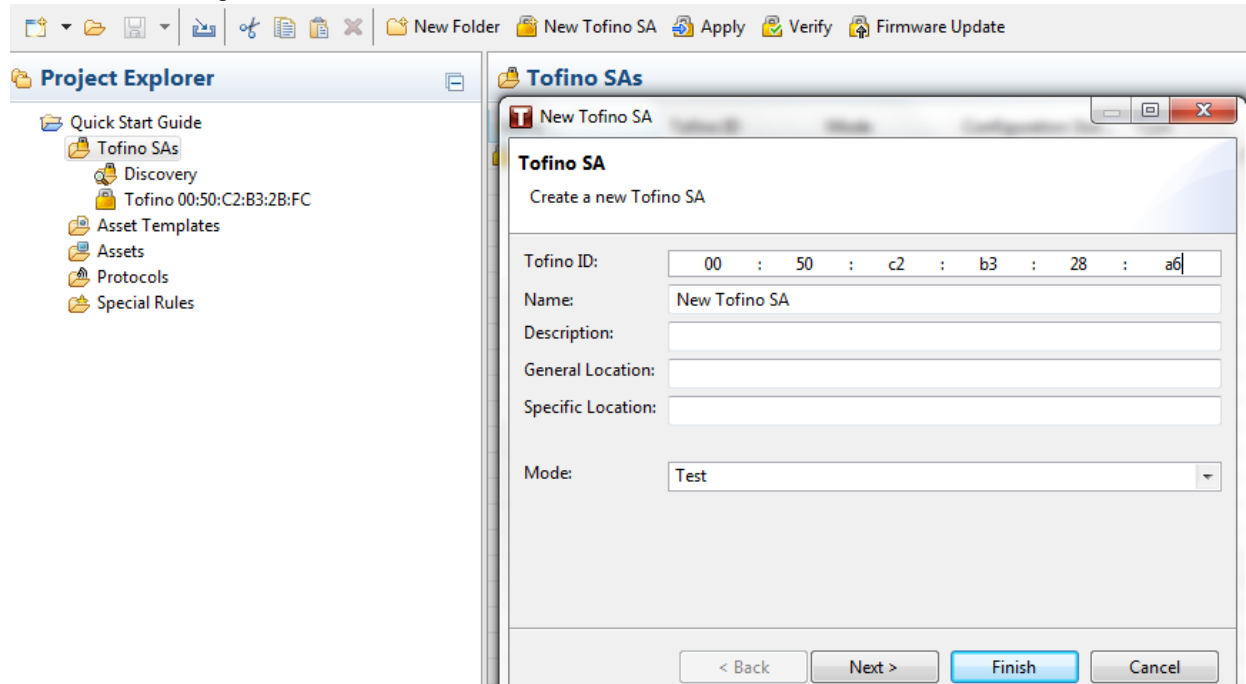 New Folder New Tofino SA Apply Verify Firmware Update
Project Explorer
Quick Start Guide
Tofino SAs
Discovery
Tofino 00:50:C2:B3:2B:FC
Asset Templates
Assets
Protocols
Special Rules
Tofino SAs
New Tofino SA
Tofino SA
Create a new Tofino SA
Tofino ID: 00 : 50 : c2 : b3 : 28 : a6
Name: New Tofino SA
Description:
General Location:
Specific Location:
Mode: Test
< Back Next > Finish Cancel